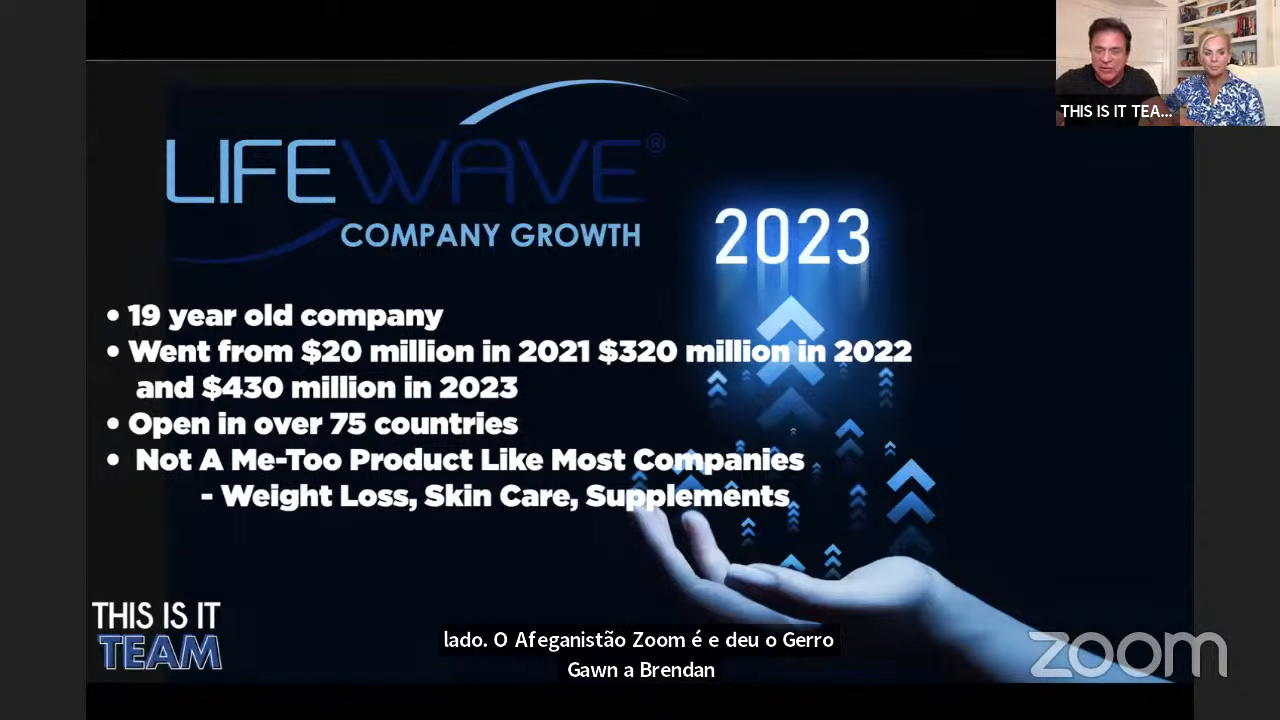 THIS IS IT TEA...
LIFEWAVE®
COMPANY GROWTH
2023
• 19 year old company
• Went from $20 million in 2021 $320 million in 2022
and $430 million in 2023
• Open in over 75 countries
• Not A Me-Too Product Like Most Companies
- Weight Loss, Skin Care, Supplements
THIS IS IT
TEAM
lado. O Afeganistão Zoom é e deu o Gerro
Gawn a Brendan
zoom